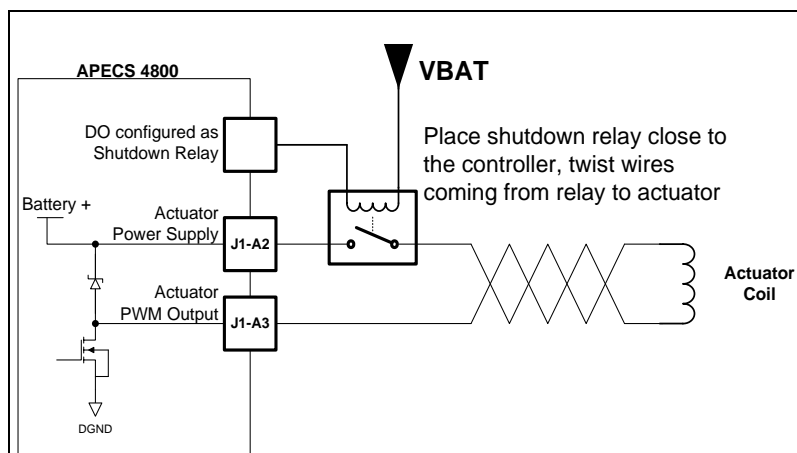 APECS 4800
VBAT
DO configured as
Shutdown Relay
Place shutdown relay close to
the controller, twist wires
coming from relay to actuator
Battery +
Actuator
Power Supply
J1-A2
Actuator
PWM Output
J1-A3
Actuator
Coil
DGND